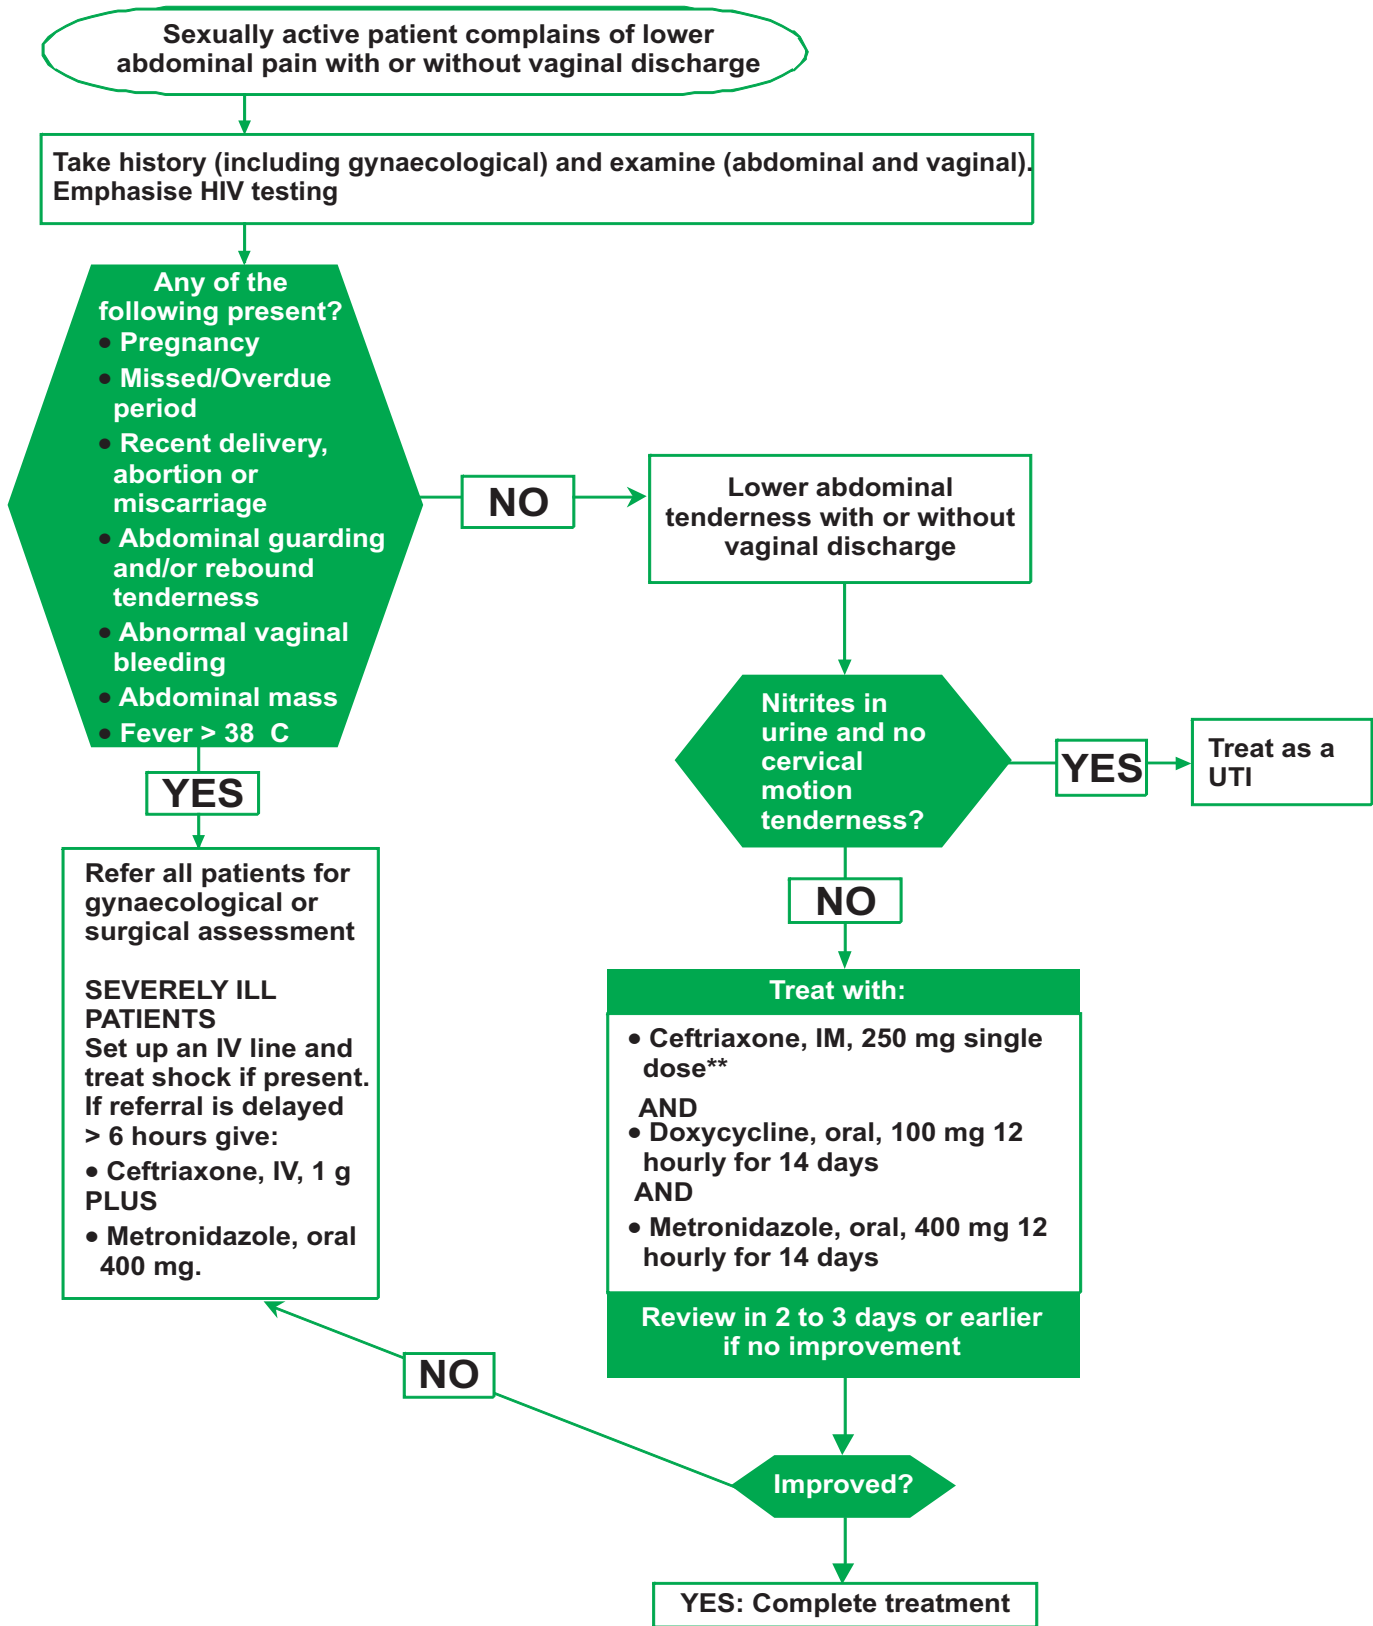 Sexually active patient complains of lower
abdominal pain with or without vaginal discharge
Take history (including gynaecological) and examine (abdominal and vaginal).
Emphasise HIV testing
Any of the
following present?
• Pregnancy
• Missed/Overdue
period
• Recent delivery,
abortion or
miscarriage
• Abdominal guarding
and/or rebound
tenderness
• Abnormal vaginal
bleeding
• Abdominal mass
• Fever > 38 C
NO
Lower abdominal
tenderness with or without
vaginal discharge
Nitrites in
urine and no
cervical
motion
tenderness?
YES
Treat as a
UTI
YES
Refer all patients for
gynaecological or
surgical assessment
SEVERELY ILL
PATIENTS
Set up an IV line and
treat shock if present.
If referral is delayed
> 6 hours give:
• Ceftriaxone, IV, 1 g
PLUS
• Metronidazole, oral
400 mg.
NO
Treat with:
• Ceftriaxone, IM, 250 mg single
dose**
AND
• Doxycycline, oral, 100 mg 12
hourly for 14 days
AND
• Metronidazole, oral, 400 mg 12
hourly for 14 days
Review in 2 to 3 days or earlier
if no improvement
NO
Improved?
YES: Complete treatment